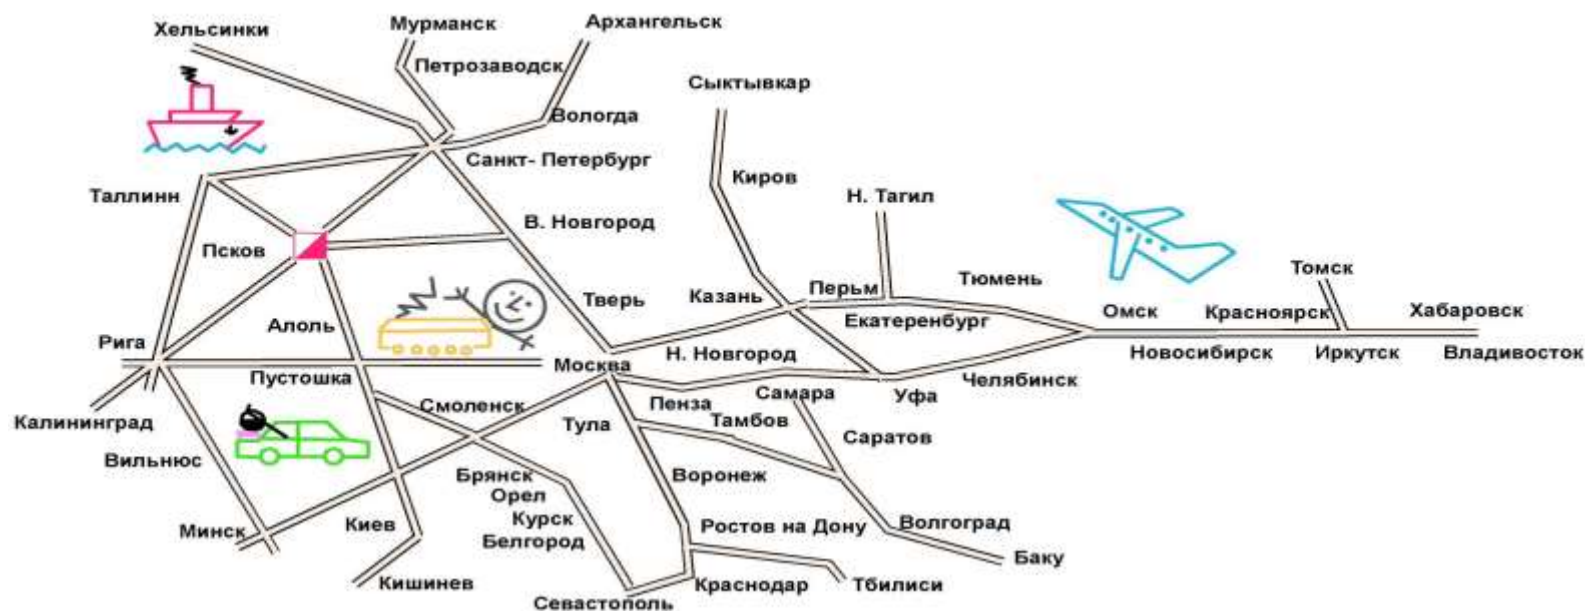 Хельсинки
Мурманск
Архангельск
Петрозаводск
Сыктывкар
Вологда
Санкт- Петербург
Киров
Таллинн
Н. Тагил
В. Новгород
Псков
Томск
Тюмень
Перьм
Казань
Тверь
Омск
Красноярск
Хабаровск
Екатеренбург
Алоль
Рига
Н. Новгород
Новосибирск
Иркутск
Владивосток
Москва
Пустошка
Челябинск
Самара
Уфа
Пенза
Смоленск
Калининград
Тула
Тамбов
Саратов
Вильнюс
Брянск
Воронеж
Орел
Курск
Киев
Минск
Ростов на Дону
Волгоград
Белгород
Баку
Кишинев
Краснодар
Тбилиси
Севастополь